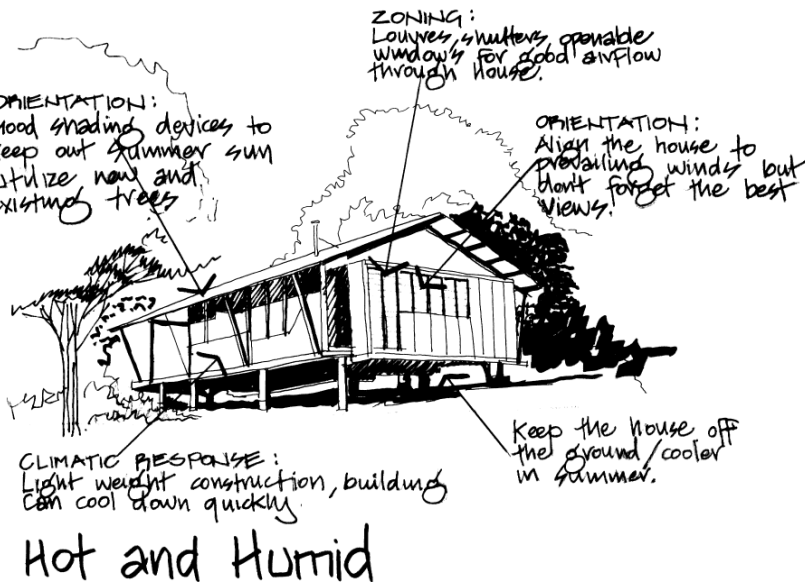 ZONING:
Louvres, shutters, openable
windows for good airflow
through house.
ORIENTATION:
Good shading devices to
keep out summer sun
utilize new and
existing trees
ORIENTATION:
Align the house to
prevailing winds but
don't forget the best
views.
Keep the house off
the ground/cooler
in summer.
CLIMATIC RESPONSE:
Light weight construction, building
can cool down quickly.
Hot and Humid